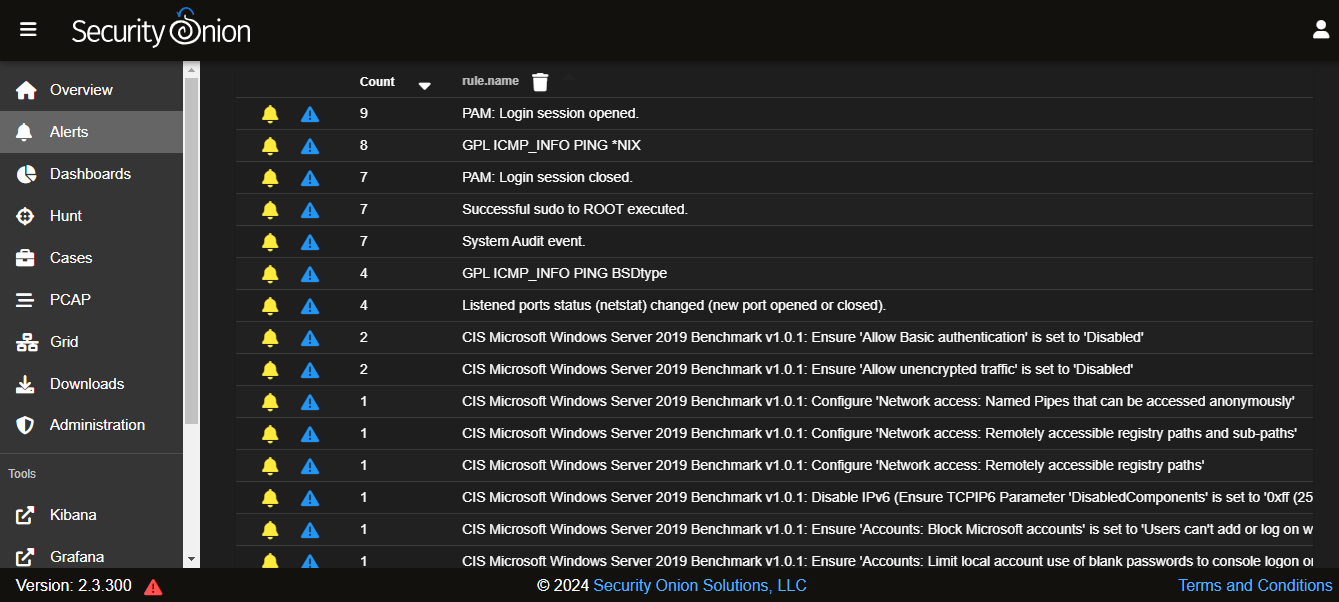 Security Onion
Overview
Alerts
Dashboards
Hunt
Cases
PCAP
Grid
Downloads
Administration
Tools
Kibana
Grafana
Count rule.name
9 PAM: Login session opened.
8 GPL ICMP_INFO PING *NIX
7 PAM: Login session closed.
7 Successful sudo to ROOT executed.
7 System Audit event.
4 GPL ICMP_INFO PING BSDtype
4 Listened ports status (netstat) changed (new port opened or closed).
2 CIS Microsoft Windows Server 2019 Benchmark v1.0.1: Ensure 'Allow Basic authentication' is set to 'Disabled'
2 CIS Microsoft Windows Server 2019 Benchmark v1.0.1: Ensure 'Allow unencrypted traffic' is set to 'Disabled'
1 CIS Microsoft Windows Server 2019 Benchmark v1.0.1: Configure 'Network access: Named Pipes that can be accessed anonymously'
1 CIS Microsoft Windows Server 2019 Benchmark v1.0.1: Configure 'Network access: Remotely accessible registry paths and sub-paths'
1 CIS Microsoft Windows Server 2019 Benchmark v1.0.1: Configure 'Network access: Remotely accessible registry paths'
1 CIS Microsoft Windows Server 2019 Benchmark v1.0.1: Disable IPv6 (Ensure TCPIP6 Parameter 'DisabledComponents' is set to '0xff (25
1 CIS Microsoft Windows Server 2019 Benchmark v1.0.1: Ensure 'Accounts: Block Microsoft accounts' is set to 'Users can't add or log on w
1 CIS Microsoft Windows Server 2019 Benchmark v1.0.1: Ensure 'Accounts: Limit local account use of blank passwords to console logon or
Version: 2.3.300
© 2024 Security Onion Solutions, LLC
Terms and Conditions